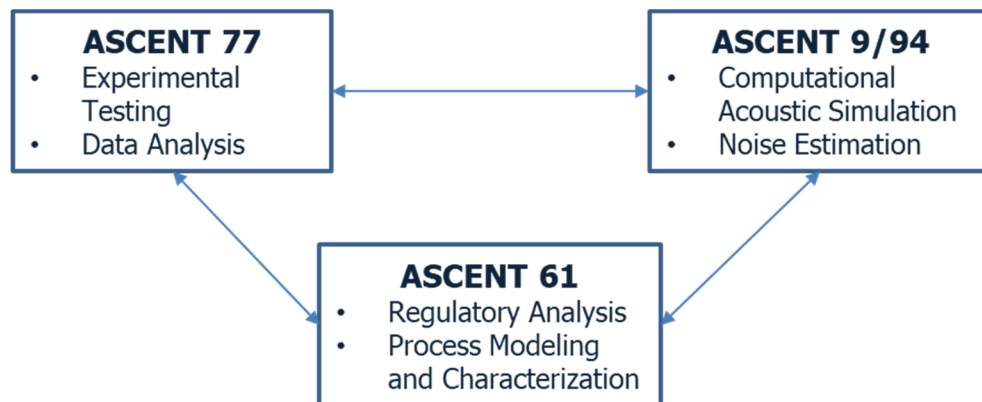 ASCENT 77
• Experimental
Testing
• Data Analysis
ASCENT 9/94
• Computational
Acoustic Simulation
• Noise Estimation
ASCENT 61
• Regulatory Analysis
• Process Modeling
and Characterization